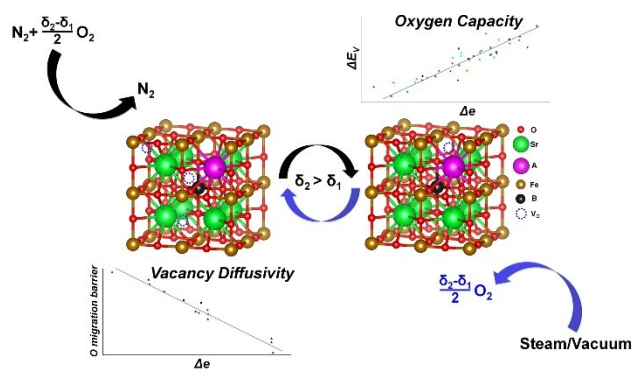 Oxygen Capacity
N₂+ (δ₂-δ₁)/2 O₂
ΔEᵥ
N₂
Δe
O
Sr
A
δ₂ > δ₁
Fe
B
V₀
Vacancy Diffusivity
O migration barrier
(δ₂-δ₁)/2 O₂
Steam/Vacuum
Δe